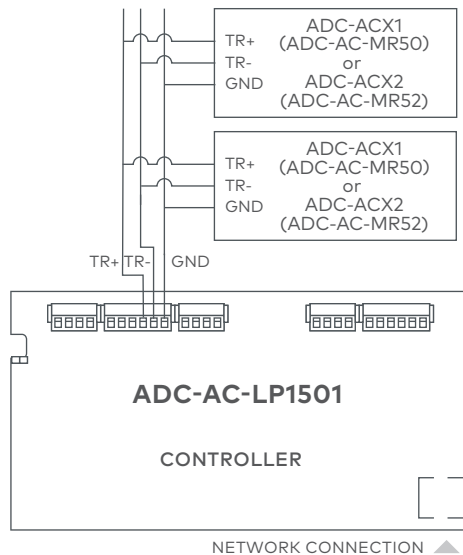 ADC-ACX1
TR+ (ADC-AC-MR50)
TR- or
GND ADC-ACX2
(ADC-AC-MR52)
ADC-ACX1
TR+ (ADC-AC-MR50)
TR- or
GND ADC-ACX2
(ADC-AC-MR52)
TR+ TR- GND
ADC-AC-LP1501
CONTROLLER
NETWORK CONNECTION